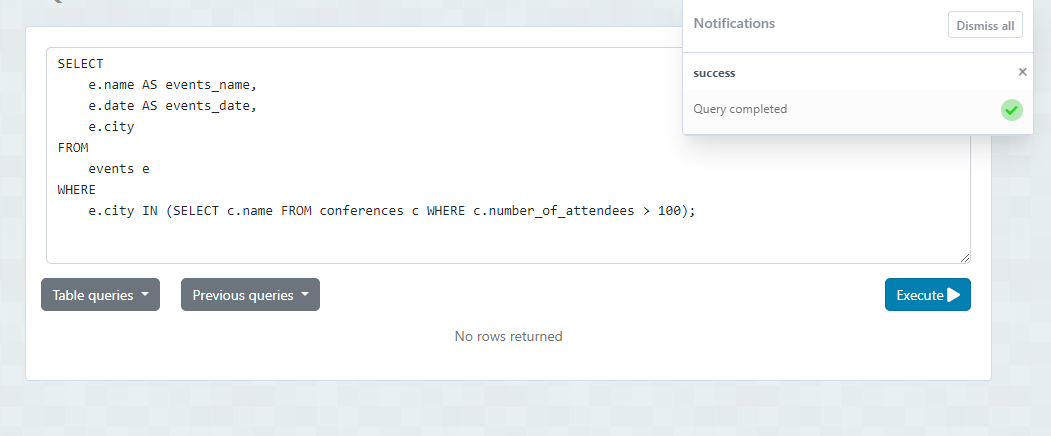 Notifications
Dismiss all
success
×
Query completed
SELECT
    e.name AS events_name,
    e.date AS events_date,
    e.city
FROM
    events e
WHERE
    e.city IN (SELECT c.name FROM conferences c WHERE c.number_of_attendees > 100);
Table queries
Previous queries
Execute
No rows returned